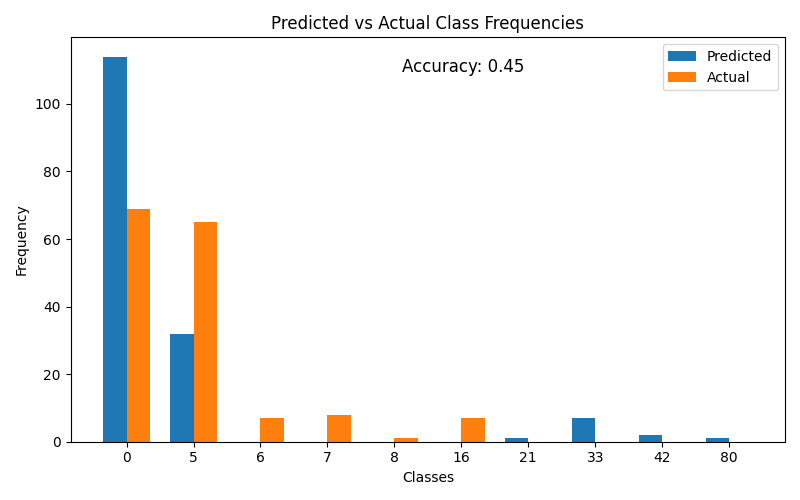 Predicted vs Actual Class Frequencies
Accuracy: 0.45
Predicted
Actual
Frequency
100
80
60
40
20
0
0 5 6 7 8 16 21 33 42 80
Classes